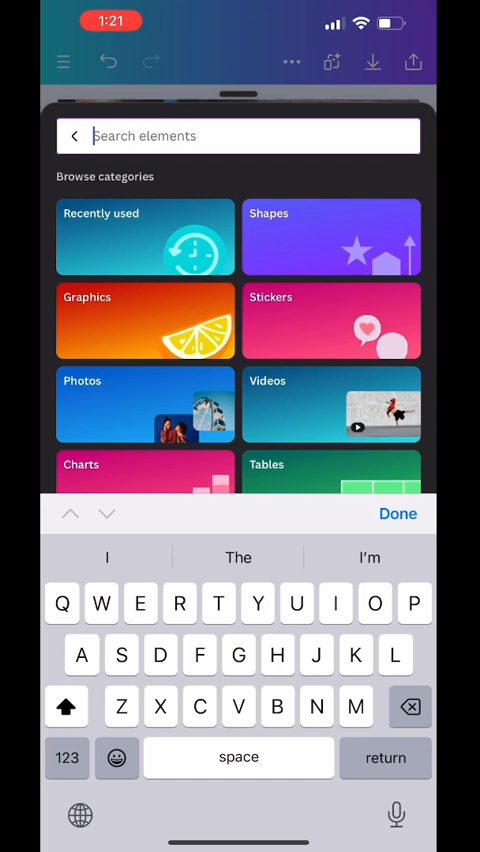 1:21
Search elements
Browse categories
Recently used
Shapes
Graphics
Stickers
Photos
Videos
Charts
Tables
Done
I
The
I'm
Q W E R T Y U I O P
A S D F G H J K L
Z X C V B N M
123
space
return